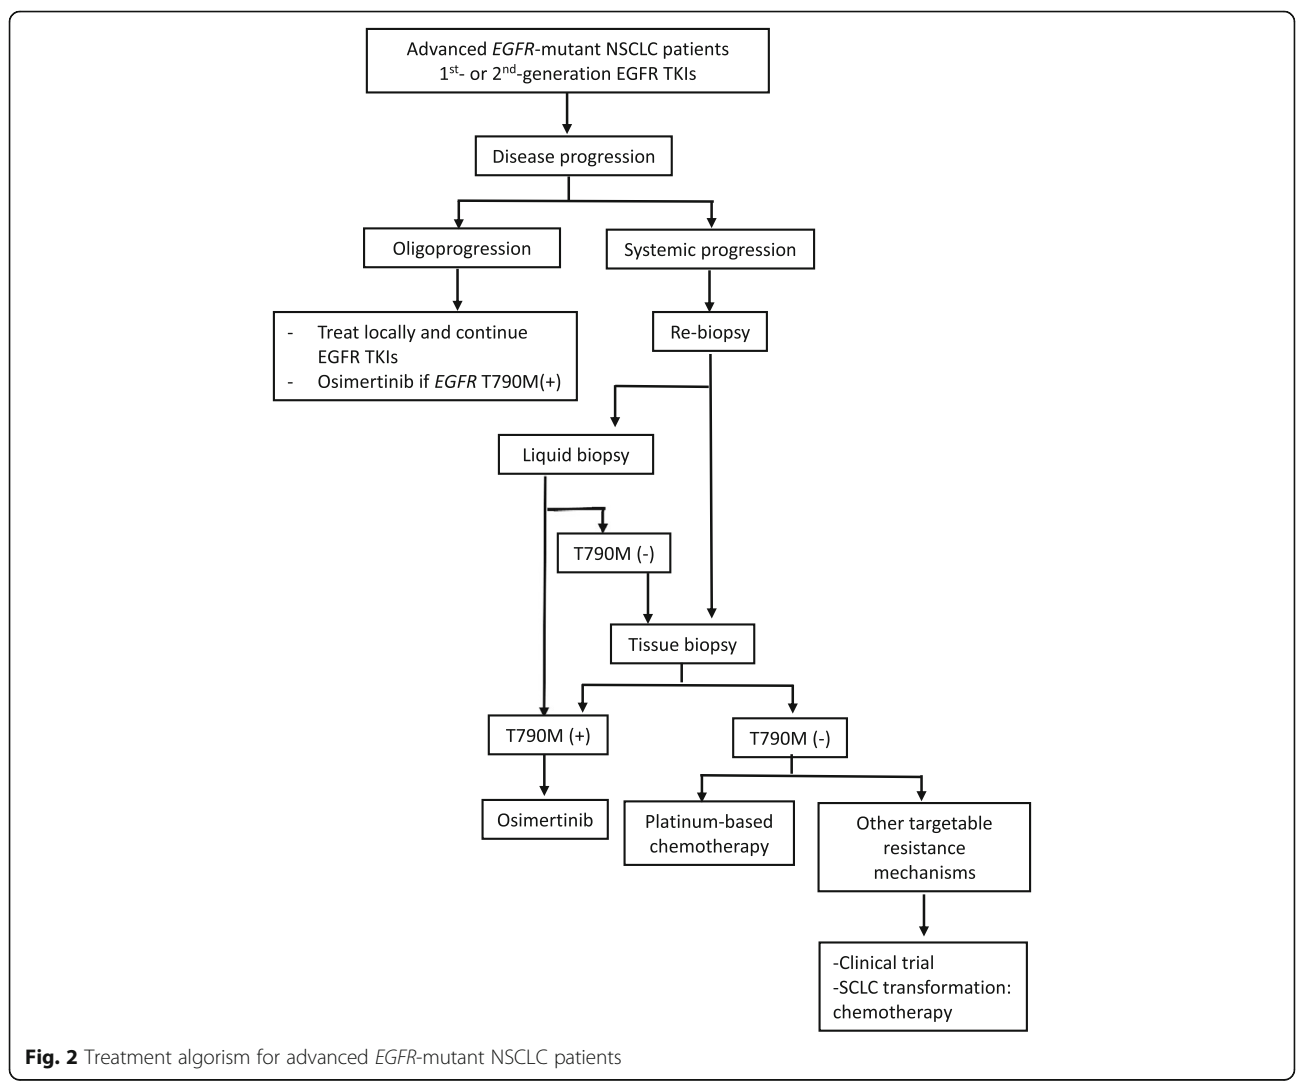 Advanced EGFR-mutant NSCLC patients
1st- or 2nd-generation EGFR TKIs
Disease progression
Oligoprogression
Systemic progression
- Treat locally and continue
EGFR TKIs
- Osimertinib if EGFR T790M(+)
Re-biopsy
Liquid biopsy
T790M (-)
Tissue biopsy
T790M (+)
T790M (-)
Osimertinib
Platinum-based
chemotherapy
Other targetable
resistance
mechanisms
-Clinical trial
-SCLC transformation:
chemotherapy
Fig. 2 Treatment algorism for advanced EGFR-mutant NSCLC patients